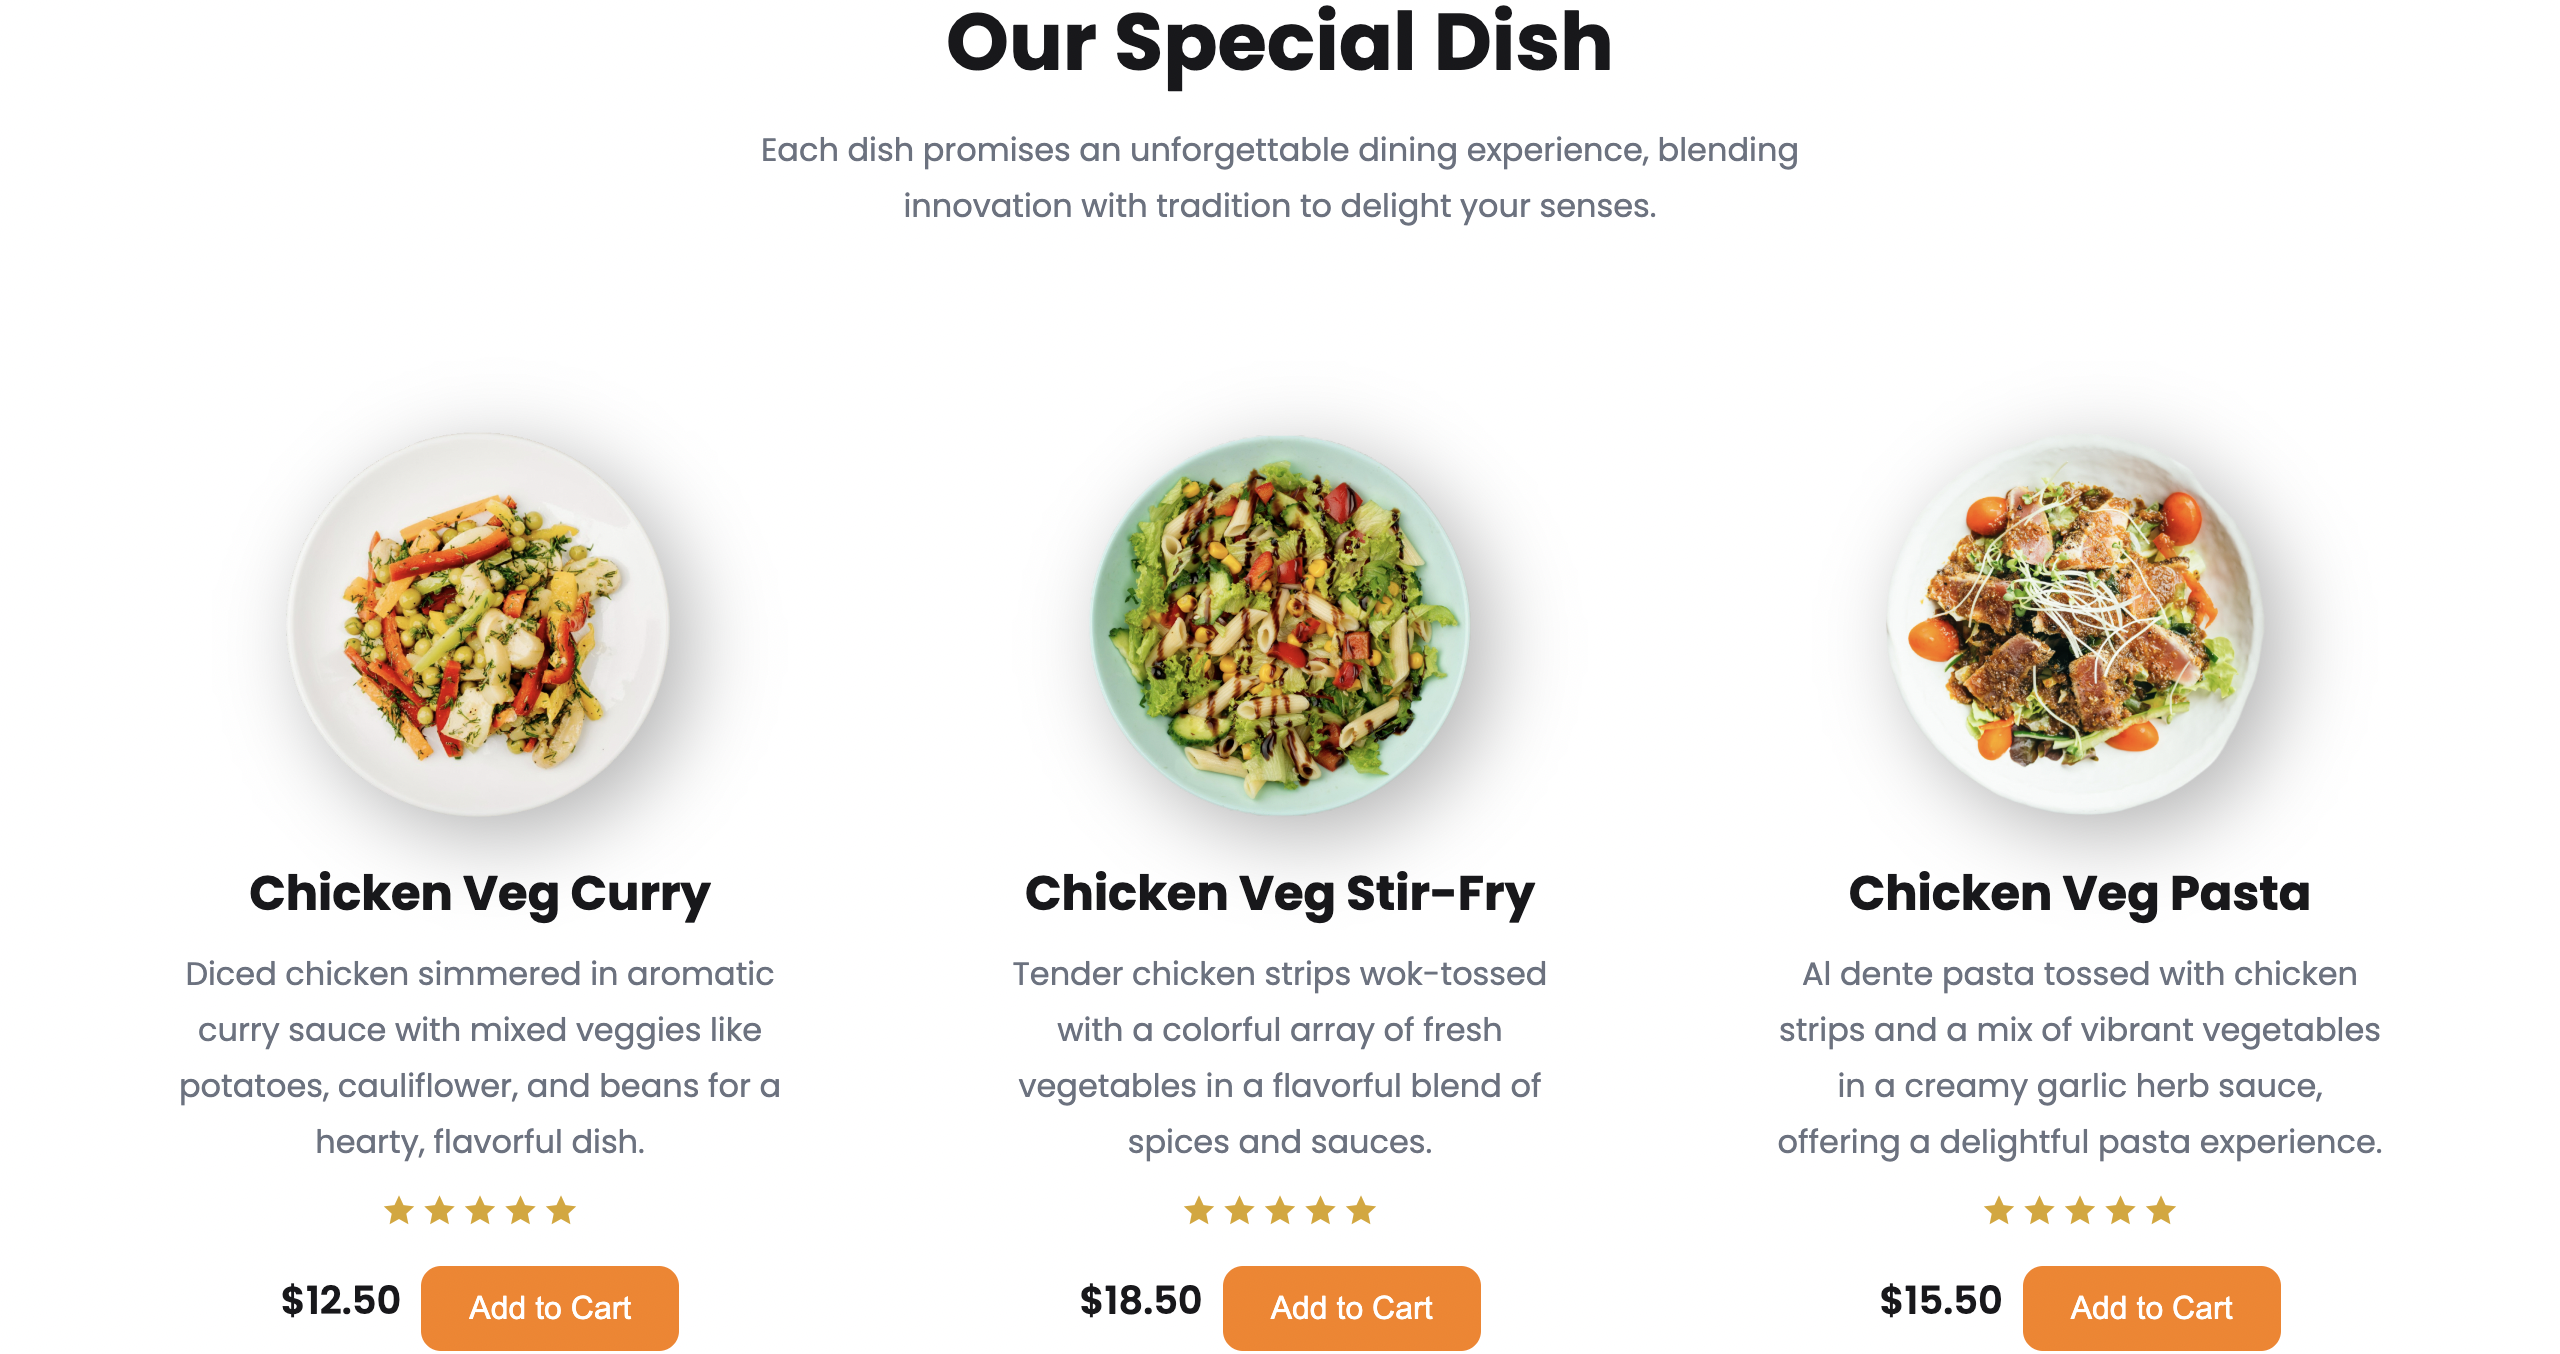 Our Special Dish
Each dish promises an unforgettable dining experience, blending
innovation with tradition to delight your senses.
Chicken Veg Curry
Diced chicken simmered in aromatic
curry sauce with mixed veggies like
potatoes, cauliflower, and beans for a
hearty, flavorful dish.
$12.50
Add to Cart
Chicken Veg Stir-Fry
Tender chicken strips wok-tossed
with a colorful array of fresh
vegetables in a flavorful blend of
spices and sauces.
$18.50
Add to Cart
Chicken Veg Pasta
Al dente pasta tossed with chicken
strips and a mix of vibrant vegetables
in a creamy garlic herb sauce,
offering a delightful pasta experience.
$15.50
Add to Cart